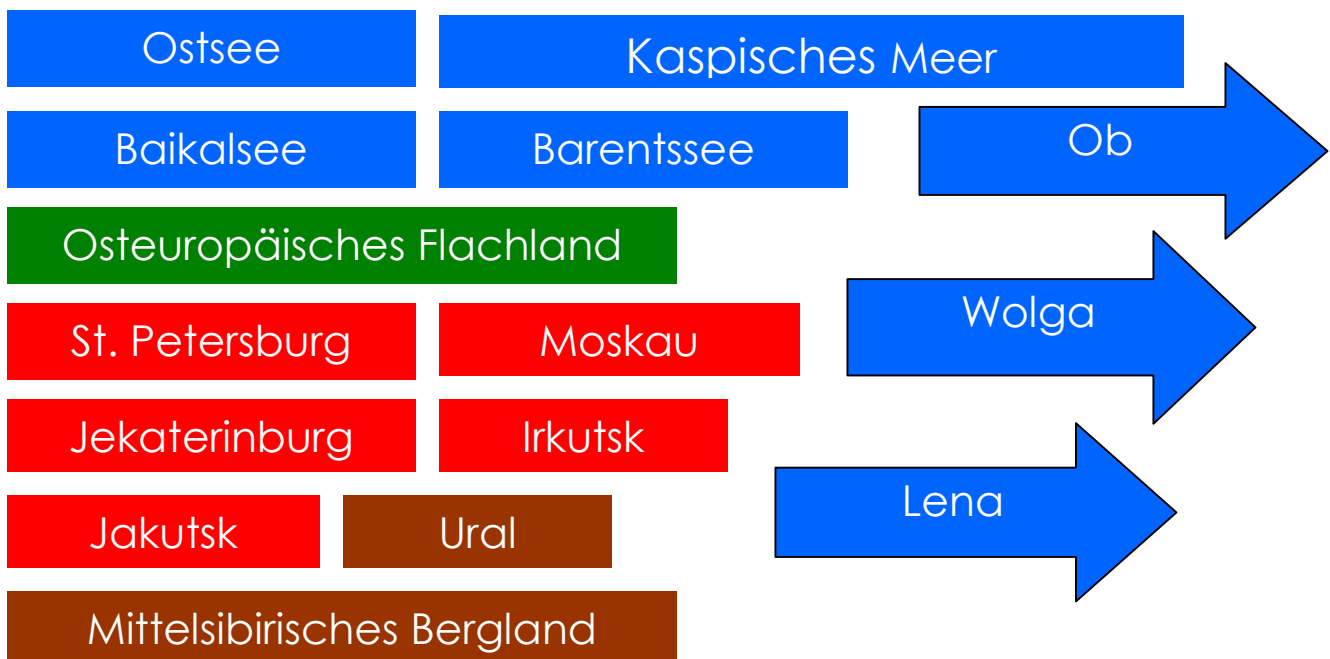 Ostsee
Kaspisches Meer
Baikalsee
Barentssee
Ob
Osteuropäisches Flachland
St. Petersburg
Moskau
Wolga
Jekaterinburg
Irkutsk
Lena
Jakutsk
Ural
Mittelsibirisches Bergland